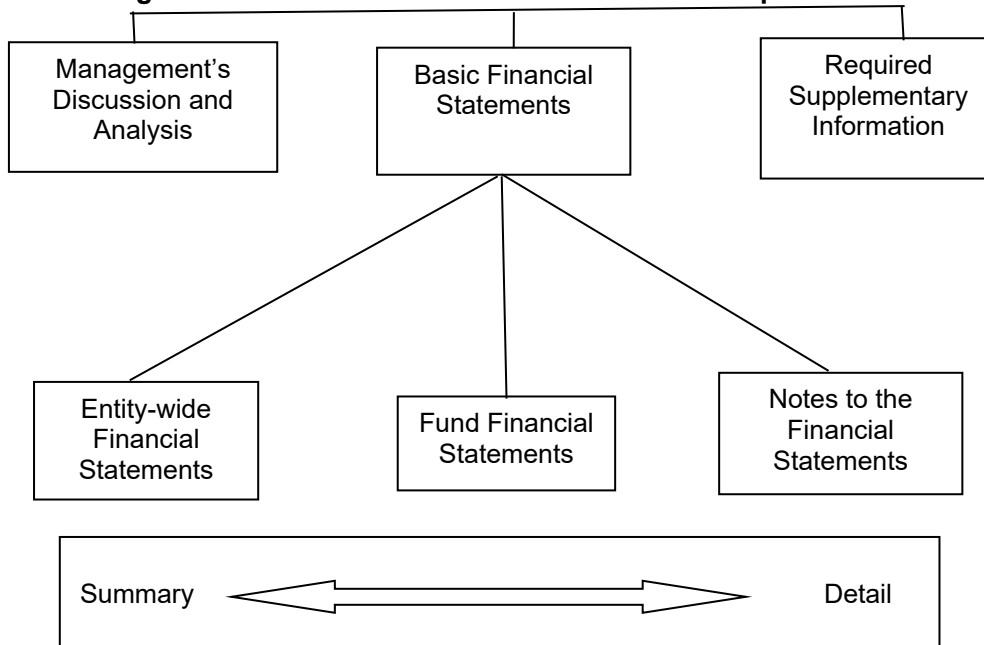 Management's
Discussion and
Analysis
Basic Financial
Statements
Required
Supplementary
Information
Entity-wide
Financial
Statements
Fund Financial
Statements
Notes to the
Financial
Statements
Summary
Detail